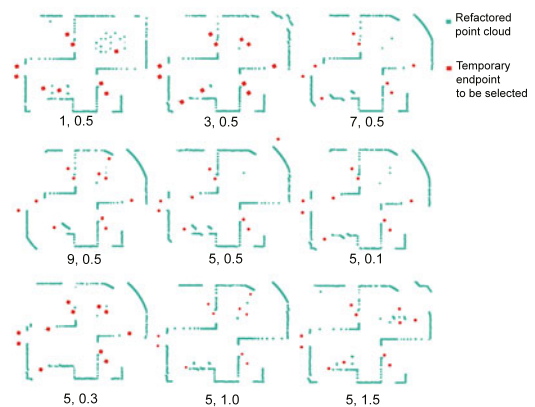 Refactored
point cloud
Temporary
endpoint
to be selected
1, 0.5
3, 0.5
7, 0.5
9, 0.5
5, 0.5
5, 0.1
5, 0.3
5, 1.0
5, 1.5